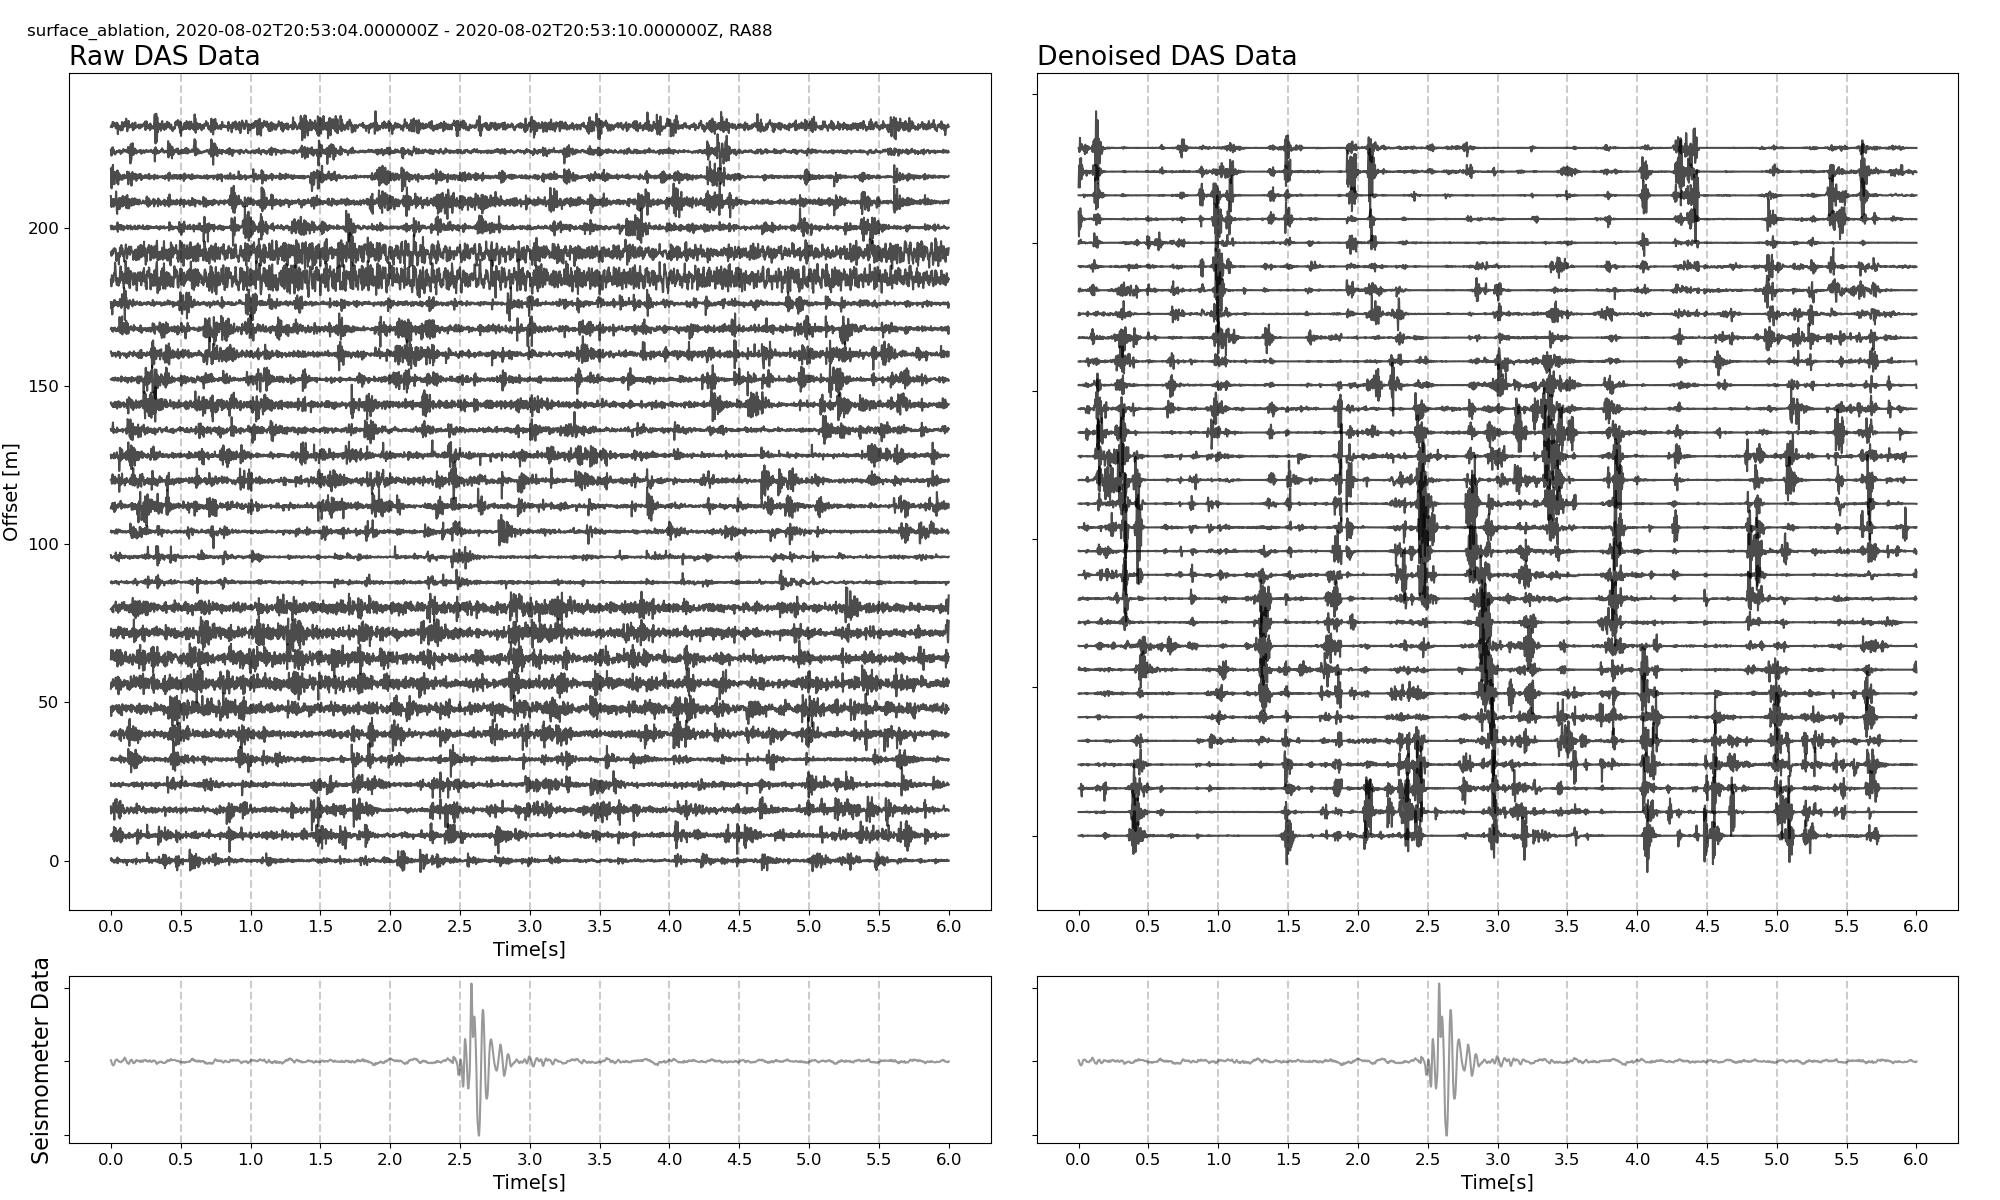 surface_ablation, 2020-08-02T20:53:04.000000Z - 2020-08-02T20:53:10.000000Z, RA88
Raw DAS Data
Denoised DAS Data
Offset [m]
200
150
100
50
0
0.0 0.5 1.0 1.5 2.0 2.5 3.0 3.5 4.0 4.5 5.0 5.5 6.0
Time[s]
0.0 0.5 1.0 1.5 2.0 2.5 3.0 3.5 4.0 4.5 5.0 5.5 6.0
Seismometer Data
0.0 0.5 1.0 1.5 2.0 2.5 3.0 3.5 4.0 4.5 5.0 5.5 6.0
Time[s]
0.0 0.5 1.0 1.5 2.0 2.5 3.0 3.5 4.0 4.5 5.0 5.5 6.0
Time[s]